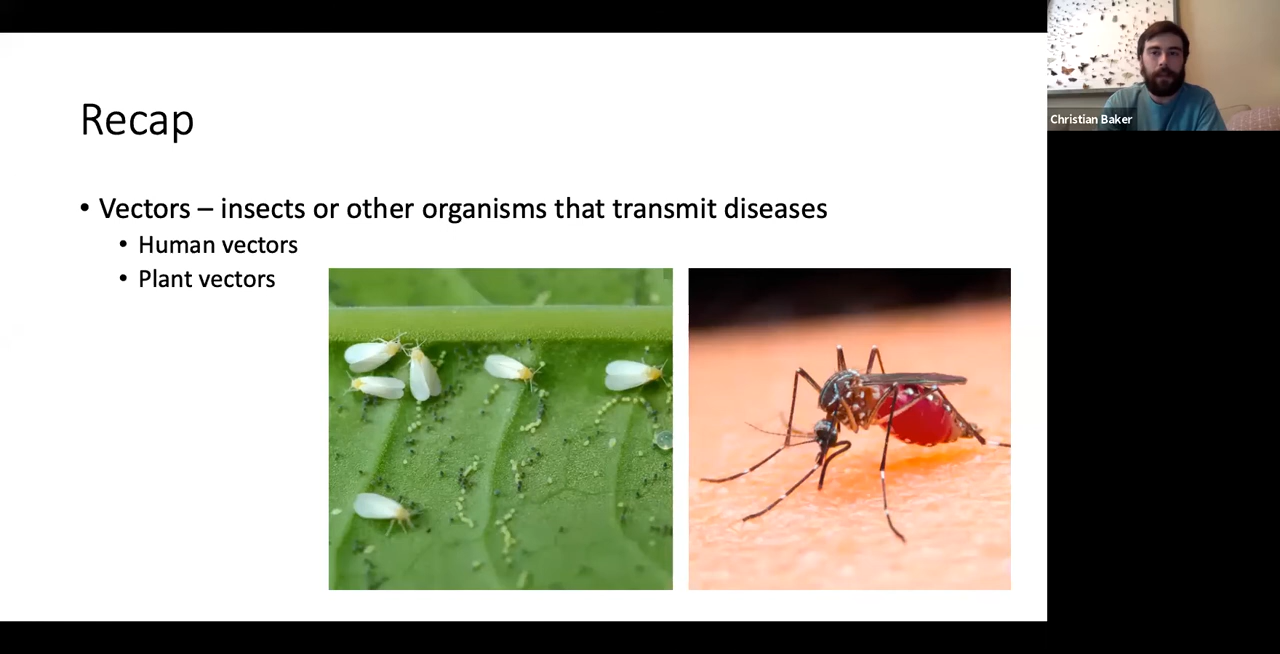 Recap
• Vectors – insects or other organisms that transmit diseases
• Human vectors
• Plant vectors
Christian Baker